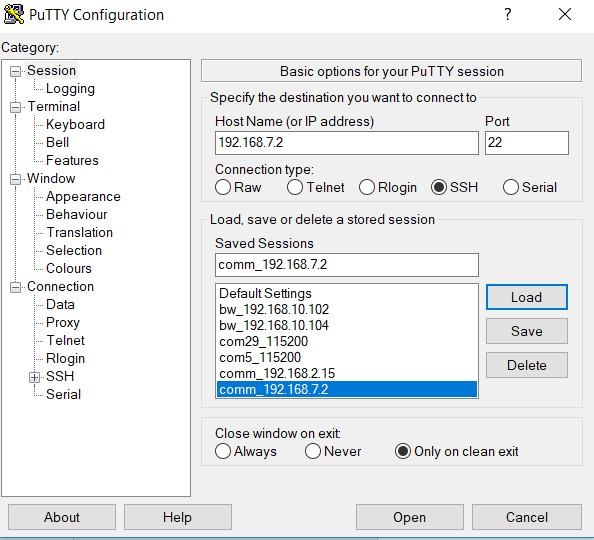 PuTTY Configuration
?
Category:
Session
Logging
Terminal
Keyboard
Bell
Features
Window
Appearance
Behaviour
Translation
Selection
Colours
Connection
Data
Proxy
Telnet
Rlogin
SSH
Serial
Basic options for your PuTTY session
Specify the destination you want to connect to
Host Name (or IP address) Port
192.168.7.2 22
Connection type:
Raw Telnet Rlogin SSH Serial
Load, save or delete a stored session
Saved Sessions
comm_192.168.7.2
Default Settings
bw_192.168.10.102
bw_192.168.10.104
com29_115200
com5_115200
comm_192.168.2.15
comm_192.168.7.2
Load
Save
Delete
Close window on exit:
Always Never Only on clean exit
About Help Open Cancel